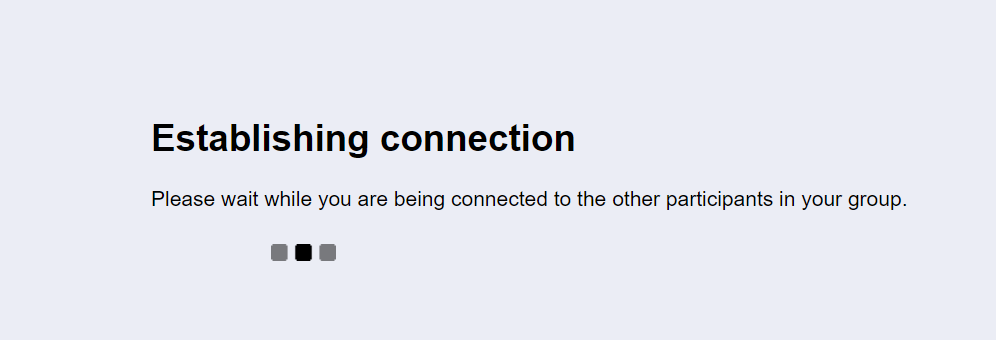 Establishing connection
Please wait while you are being connected to the other participants in your group.